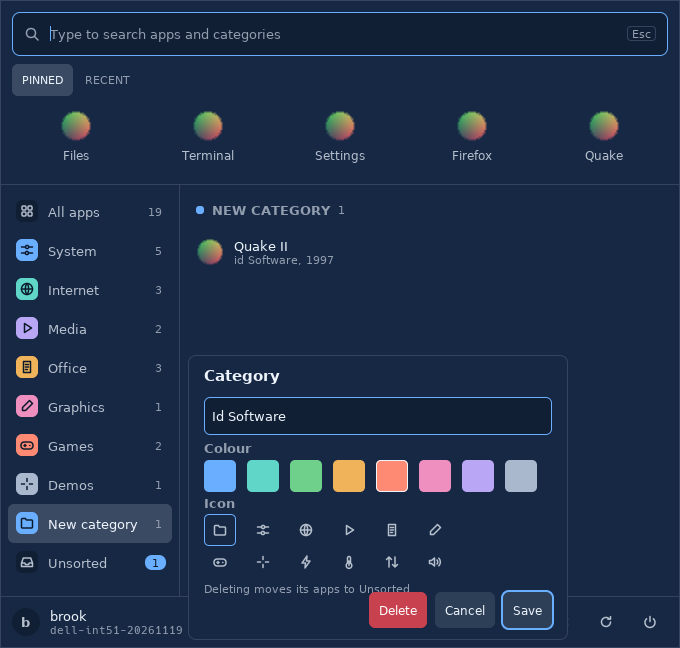 Type to search apps and categories
Esc
PINNED
RECENT
Files
Terminal
Settings
Firefox
Quake
All apps 19
System 5
Internet 3
Media 2
Office 3
Graphics 1
Games 2
Demos 1
New category 1
Unsorted 1
NEW CATEGORY 1
Quake II
id Software, 1997
Category
Id Software
Colour
Icon
Deleting moves its apps to Unsorted
Delete
Cancel
Save
b
brook
dell-int51-20261119